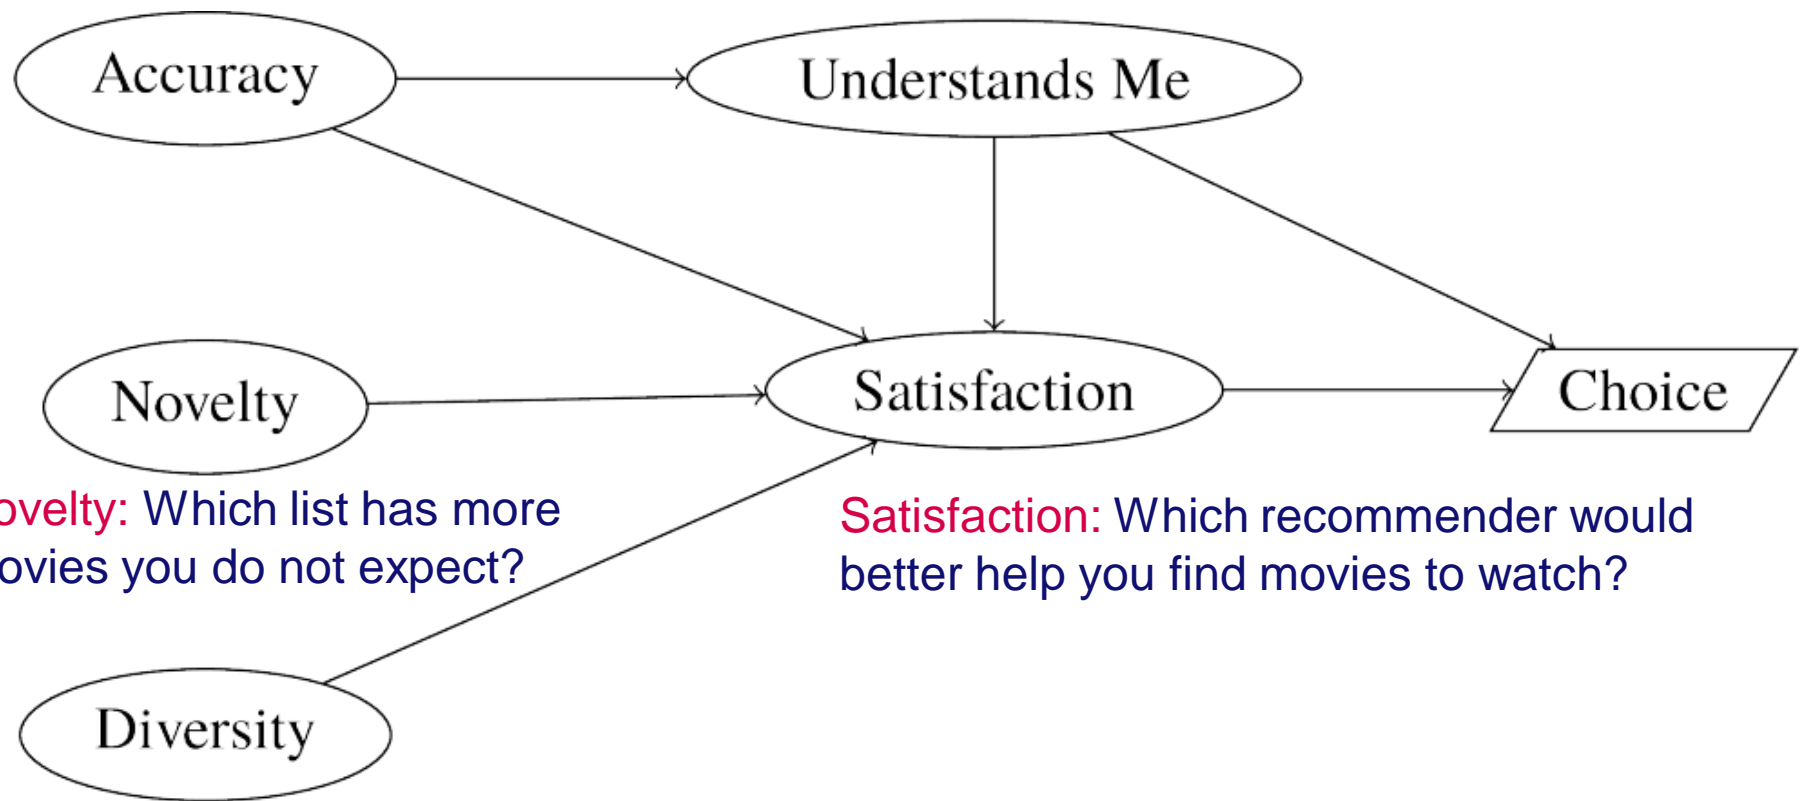 Accuracy
Understands Me
Novelty
Satisfaction
Choice
ovelty: Which list has more
ovies you do not expect?
Satisfaction: Which recommender would
better help you find movies to watch?
Diversity